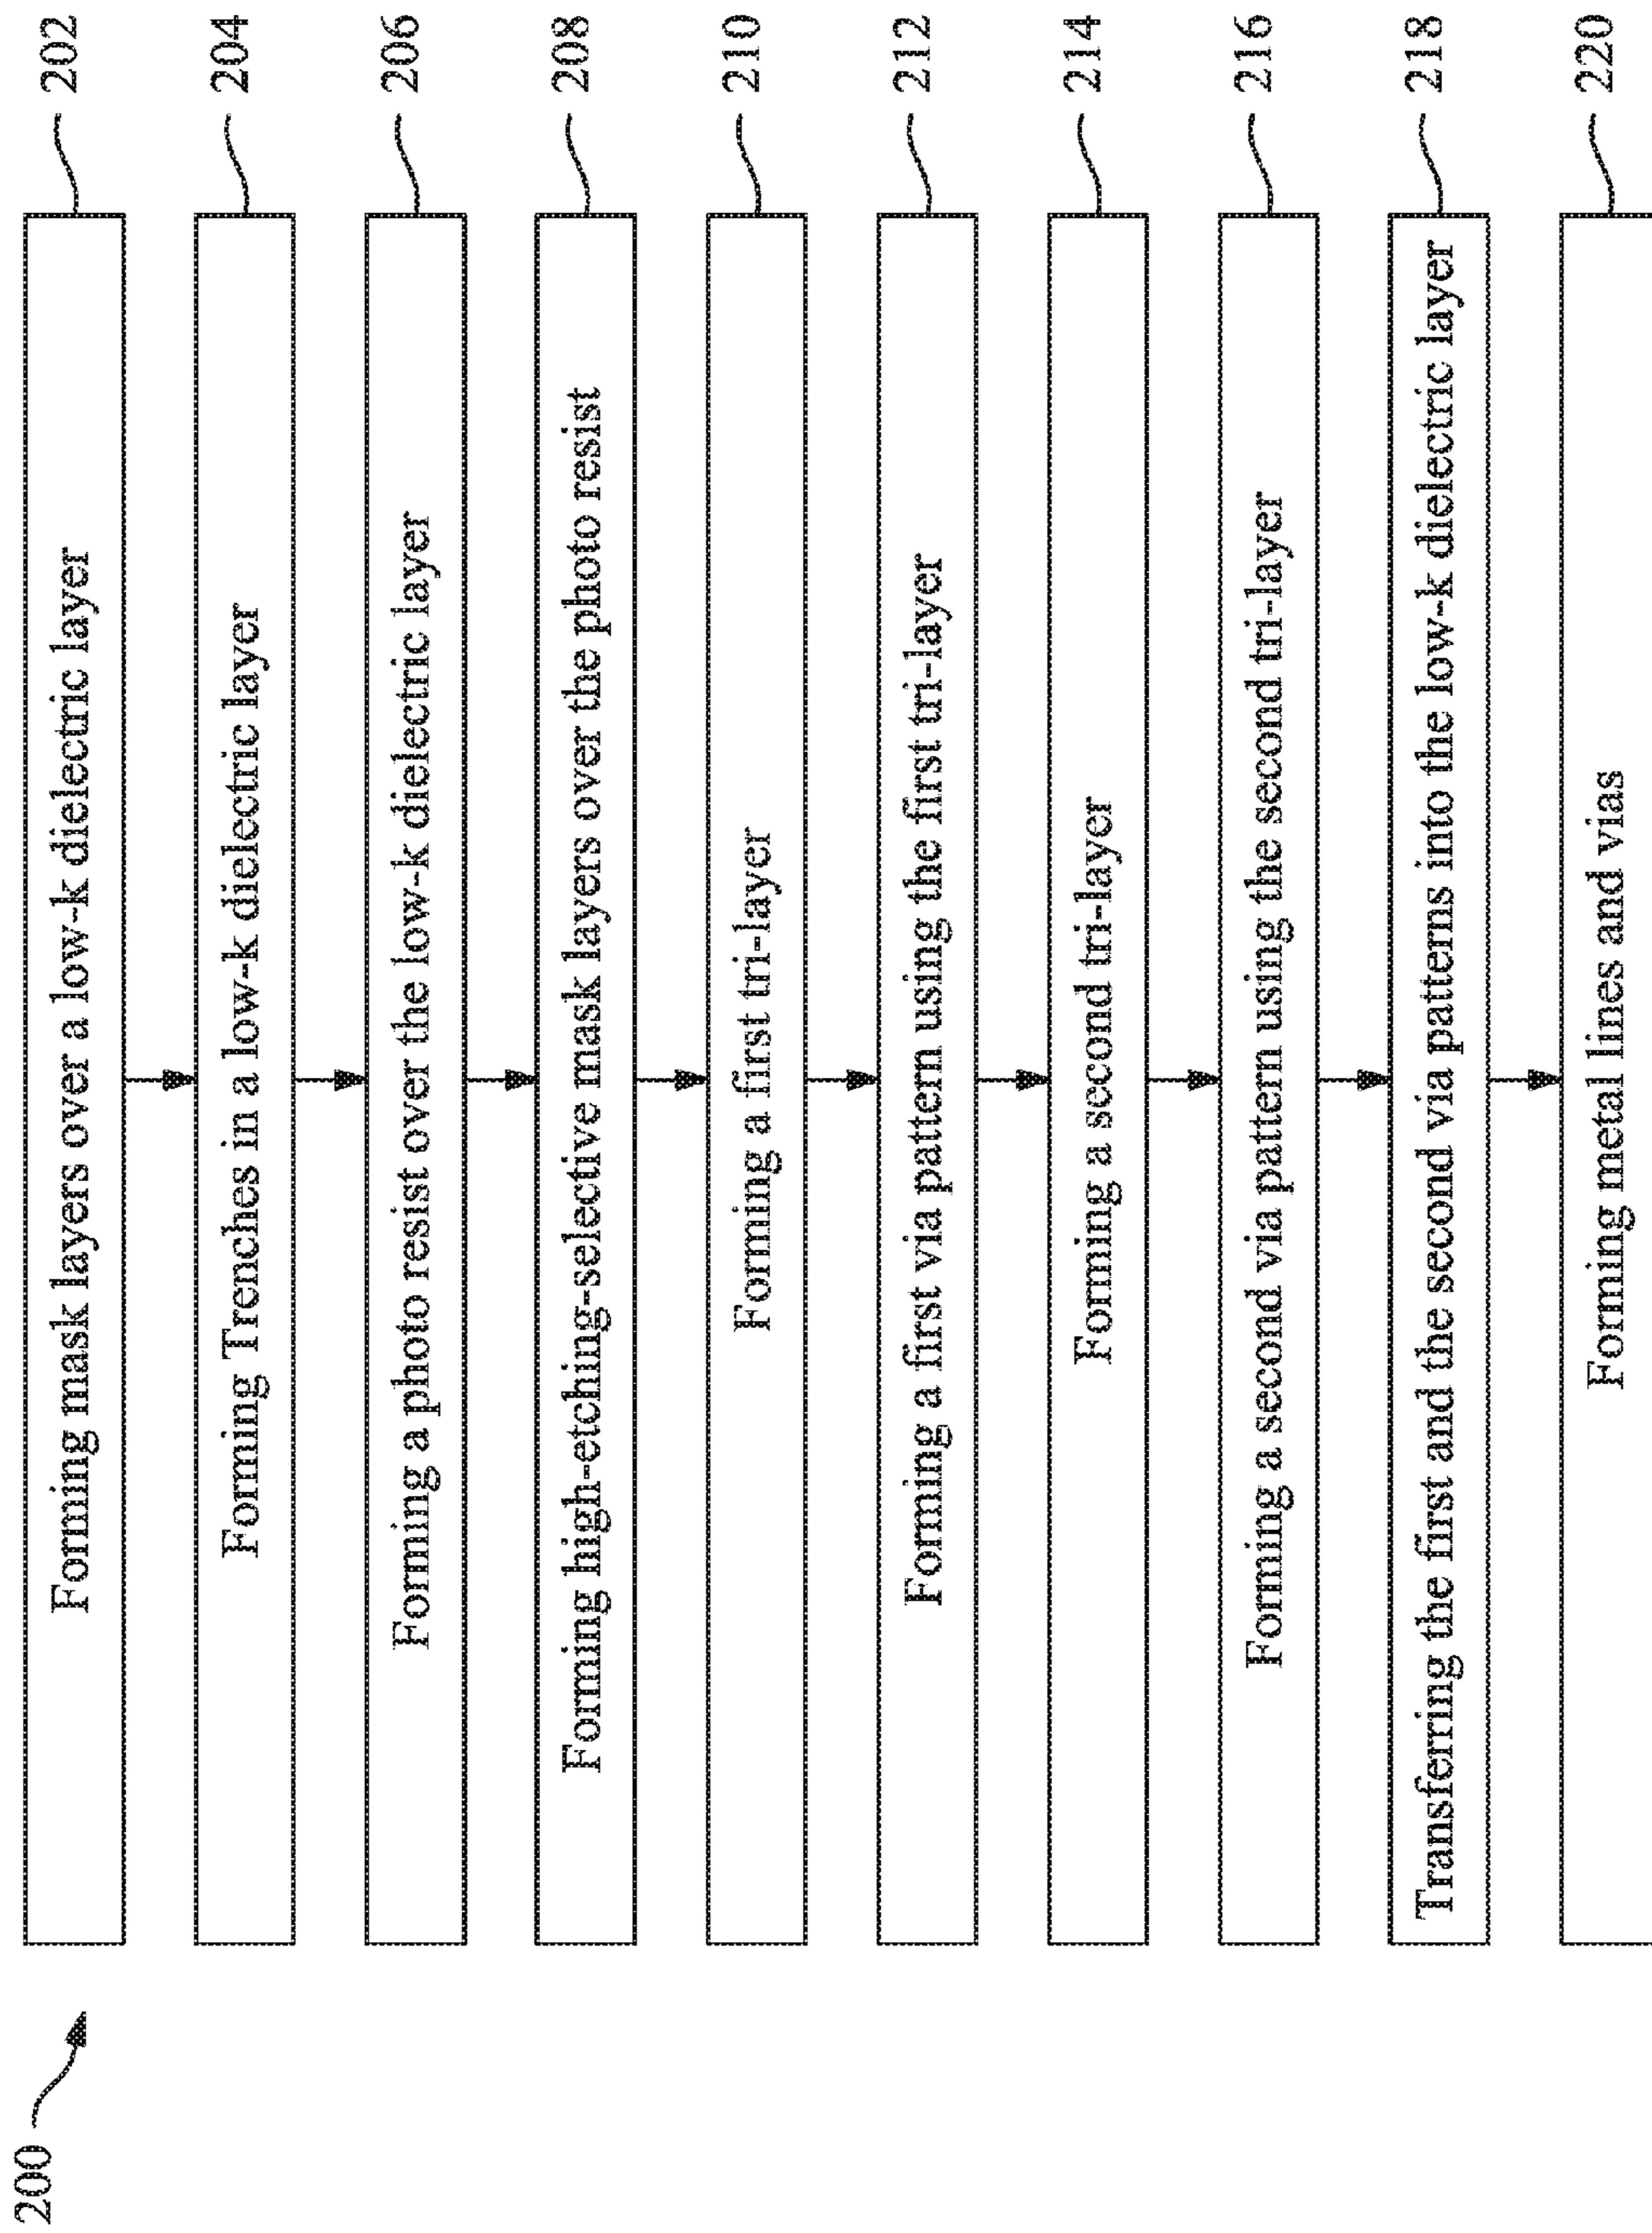 200
Forming mask layers over a low-k dielectric layer 202
Forming Trenches in a low-k dielectric layer 204
Forming a photo resist over the low-k dielectric layer 206
Forming high-etching-selective mask layers over the photo resist 208
Forming a first tri-layer 210
Forming a first via pattern using the first tri-layer 212
Forming a second tri-layer 214
Forming a second via pattern using the second tri-layer 216
Transferring the first and the second via patterns into the low-k dielectric layer 218
Forming metal lines and vias 220